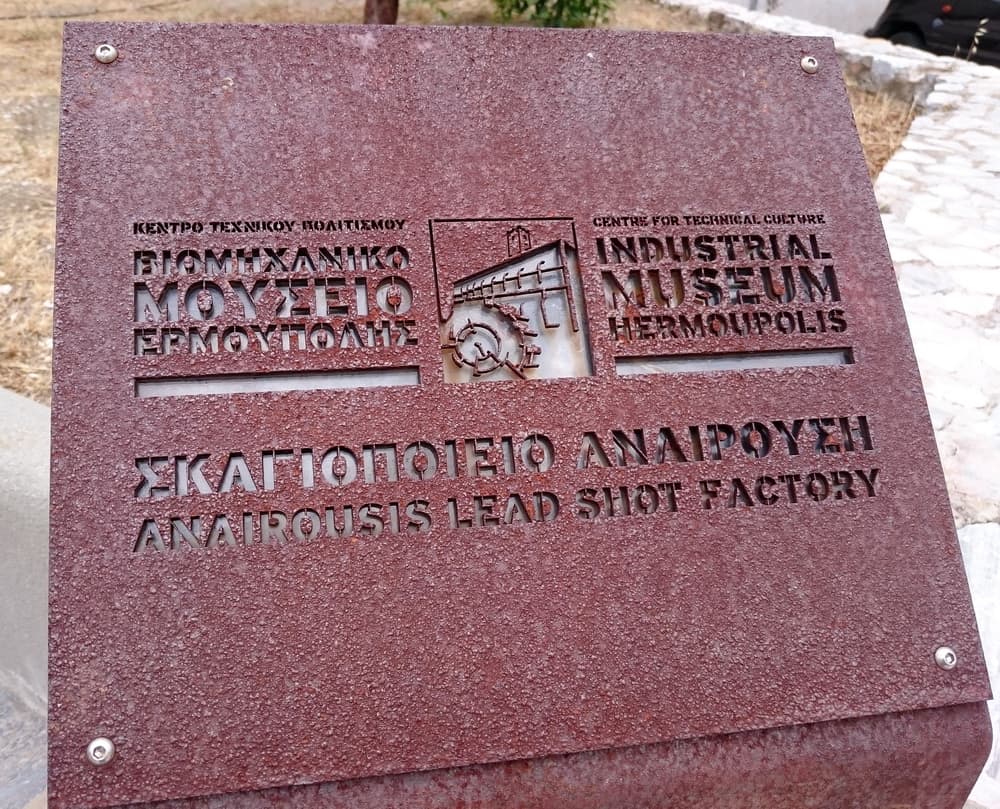 ΚΕΝΤΡΟ ΤΕΧΝΙΚΟΥ ΠΟΛΙΤΙΣΜΟΥ
ΒΙΟΜΗΧΑΝΙΚΟ
ΜΟΥΣΕΙΟ
ΕΡΜΟΥΠΟΛΗΣ
CENTRE FOR TECHNICAL CULTURE
INDUSTRIAL
MUSEUM
HERMOUPOLIS
ΣΚΑΓΙΟΠΟΙΕΙΟ ΑΝΑΙΡΟΥΣΗ
ANAIROUSIS LEAD SHOT FACTORY